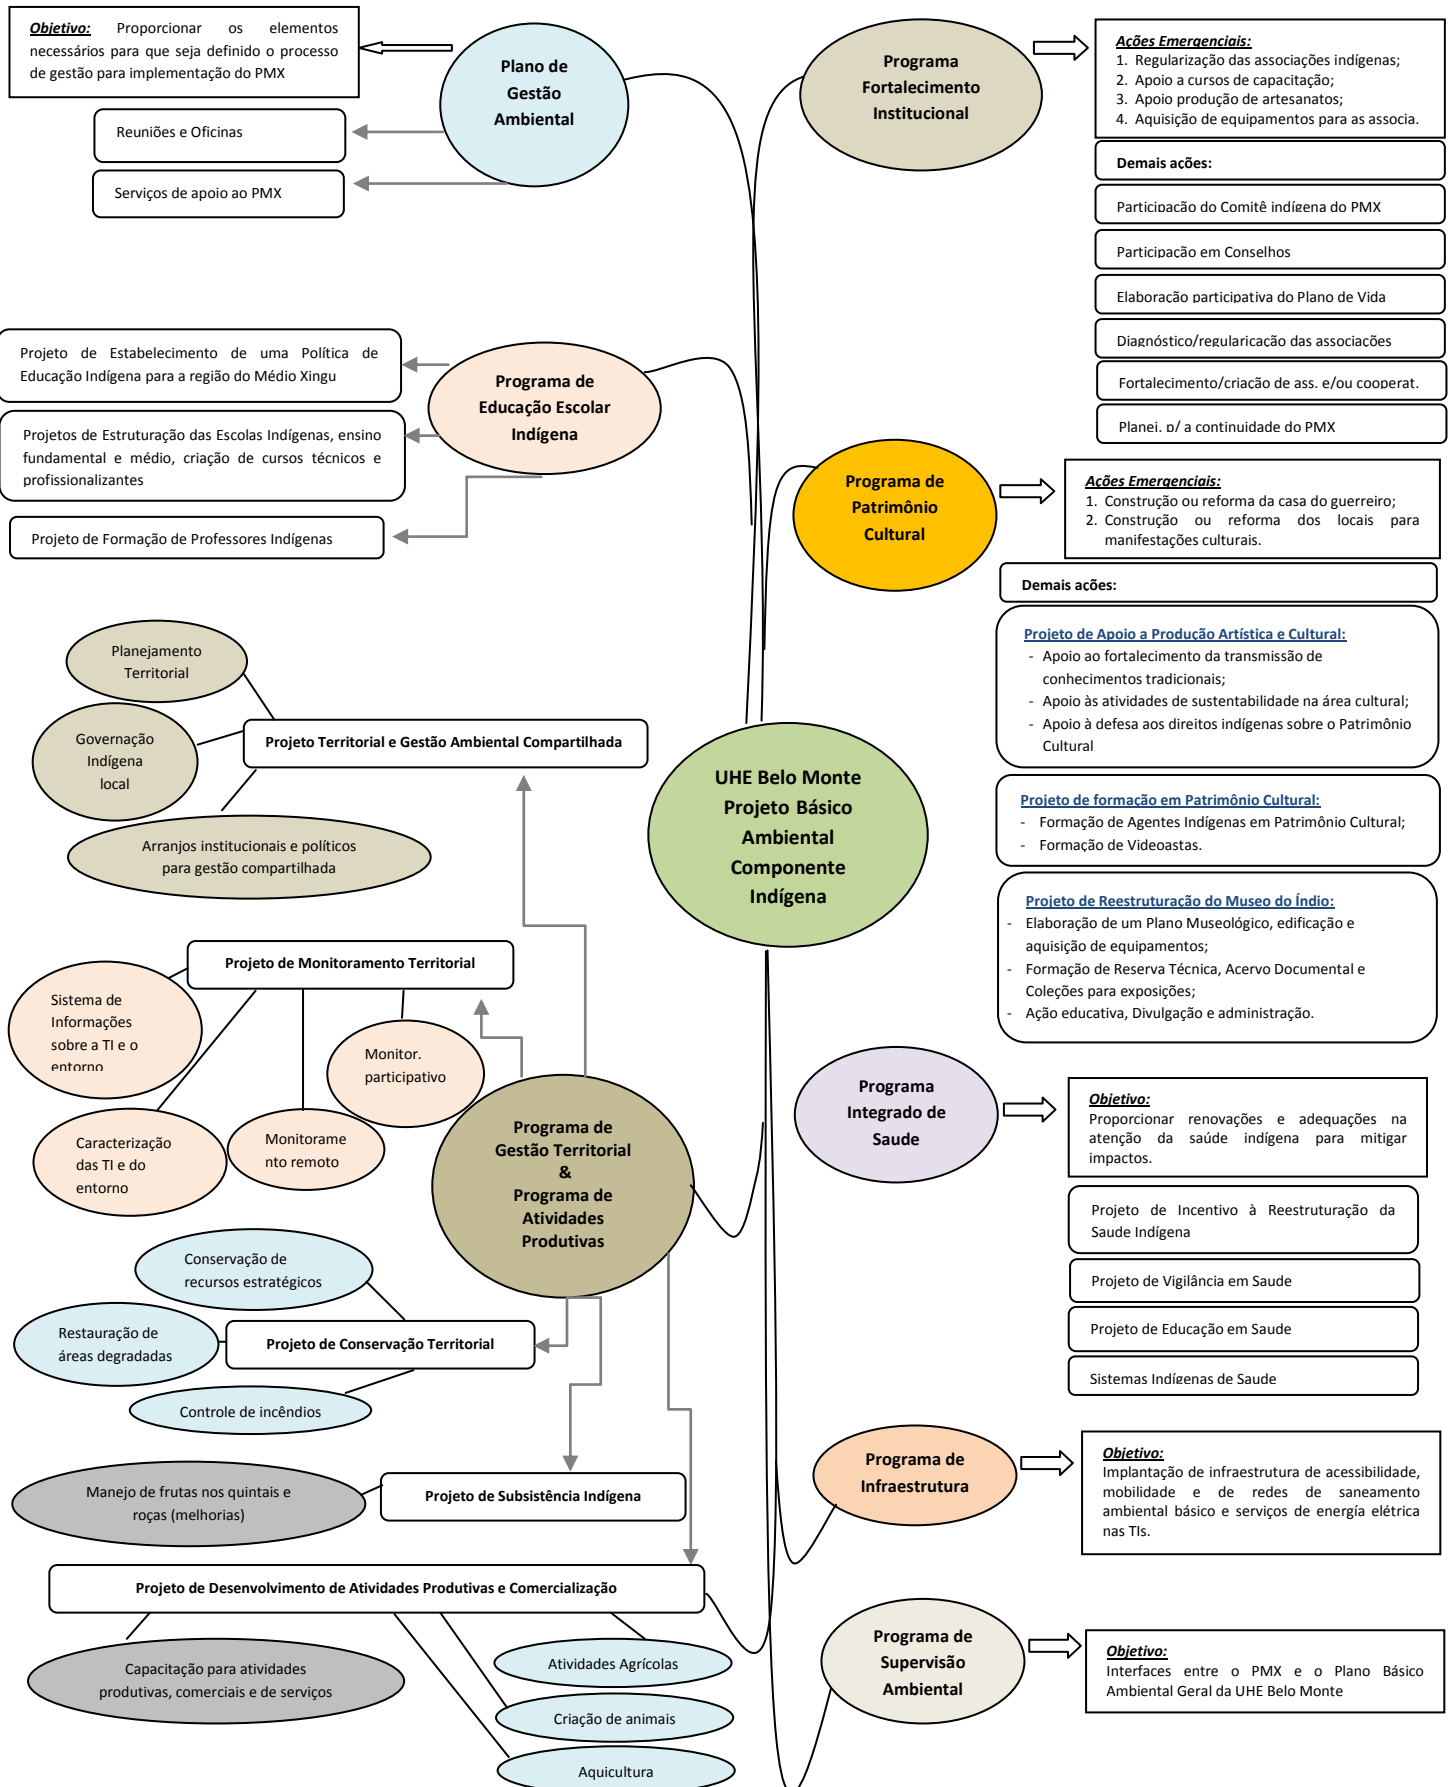 Objetivo: Proporcionar os elementos
necessários para que seja definido o processo
de gestão para implementação do PMX
Plano de
Gestão
Ambiental
Reuniões e Oficinas
Serviços de apoio ao PMX
Programa
Fortalecimento
Institucional
Ações Emergenciais:
1. Regularização das associações indígenas;
2. Apoio a cursos de capacitação;
3. Apoio produção de artesanatos;
4. Aquisição de equipamentos para as associa.
Demais ações:
Participação do Comitê indígena do PMX
Participação em Conselhos
Elaboração participativa do Plano de Vida
Diagnóstico/regularicação das associações
Fortalecimento/criação de ass. e/ou cooperat.
Planej. p/ a continuidade do PMX
Projeto de Estabelecimento de uma Política de
Educação Indígena para a região do Médio Xingu
Programa de
Educação Escolar
Indígena
Projetos de Estruturação das Escolas Indígenas, ensino
fundamental e médio, criação de cursos técnicos e
profissionalizantes
Projeto de Formação de Professores Indígenas
Programa de
Patrimônio
Cultural
Ações Emergenciais:
1. Construção ou reforma da casa do guerreiro;
2. Construção ou reforma dos locais para
manifestações culturais.
Demais ações:
Projeto de Apoio a Produção Artística e Cultural:
- Apoio ao fortalecimento da transmissão de
conhecimentos tradicionais;
- Apoio às atividades de sustentabilidade na área cultural;
- Apoio à defesa aos direitos indígenas sobre o Patrimônio
Cultural
Projeto de formação em Patrimônio Cultural:
- Formação de Agentes Indígenas em Patrimônio Cultural;
- Formação de Videoastas.
Projeto de Reestruturação do Museo do Índio:
- Elaboração de um Plano Museológico, edificação e
aquisição de equipamentos;
- Formação de Reserva Técnica, Acervo Documental e
Coleções para exposições;
- Ação educativa, Divulgação e administração.
Planejamento
Territorial
Governação
Indígena
local
Projeto Territorial e Gestão Ambiental Compartilhada
Arranjos institucionais e políticos
para gestão compartilhada
UHE Belo Monte
Projeto Básico
Ambiental
Componente
Indígena
Projeto de Monitoramento Territorial
Sistema de
Informações
sobre a TI e o
entorno
Monitor.
participativo
Caracterização
das TI e do
entorno
Monitorame
nto remoto
Programa de
Gestão Territorial
&
Programa de
Atividades
Produtivas
Programa
Integrado de
Saude
Objetivo:
Proporcionar renovações e adequações na
atenção da saúde indígena para mitigar
impactos.
Projeto de Incentivo à Reestruturação da
Saude Indígena
Projeto de Vigilância em Saude
Projeto de Educação em Saude
Sistemas Indígenas de Saude
Conservação de
recursos estratégicos
Restauração de
áreas degradadas
Projeto de Conservação Territorial
Controle de incêndios
Manejo de frutas nos quintais e
roças (melhorias)
Projeto de Subsistência Indígena
Programa de
Infraestrutura
Objetivo:
Implantação de infraestrutura de acessibilidade,
mobilidade e de redes de saneamento
ambiental básico e serviços de energía elétrica
nas TIs.
Projeto de Desenvolvimento de Atividades Produtivas e Comercialização
Capacitação para atividades
produtivas, comerciais e de serviços
Atividades Agrícolas
Criação de animais
Aquicultura
Programa de
Supervisão
Ambiental
Objetivo:
Interfaces entre o PMX e o Plano Básico
Ambiental Geral da UHE Belo Monte